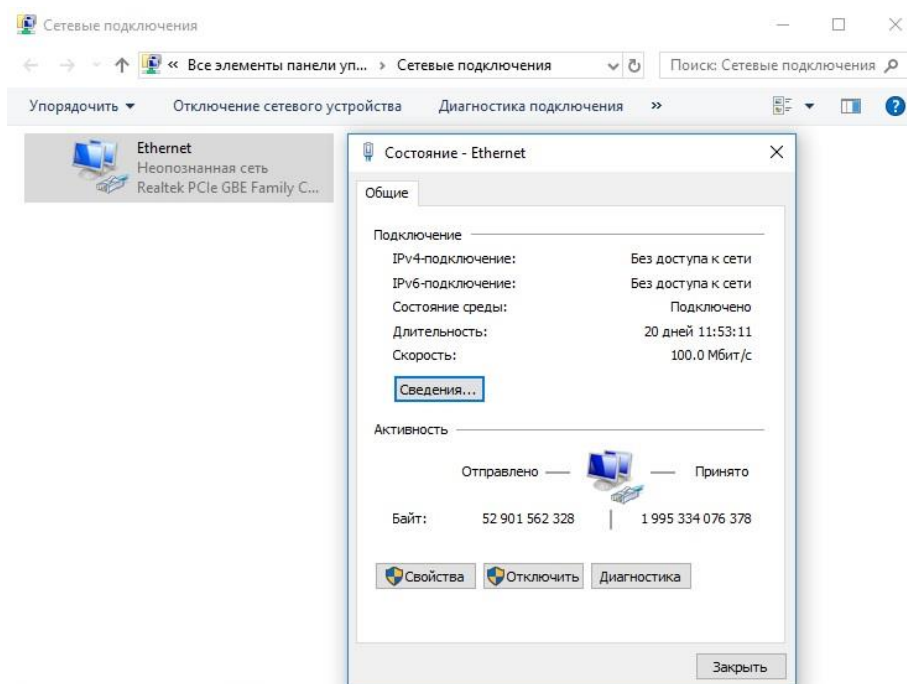 Сетевые подключения
« Все элементы панели уп... › Сетевые подключения
Поиск: Сетевые подключения
Упорядочить Отключение сетевого устройства Диагностика подключения »
Ethernet
Неопознанная сеть
Realtek PCIe GBE Family C...
Состояние - Ethernet
Общие
Подключение
IPv4-подключение: Без доступа к сети
IPv6-подключение: Без доступа к сети
Состояние среды: Подключено
Длительность: 20 дней 11:53:11
Скорость: 100.0 Мбит/с
Сведения...
Активность
Отправлено — — Принято
Байт: 52 901 562 328 | 1 995 334 076 378
Свойства Отключить Диагностика
Закрыть